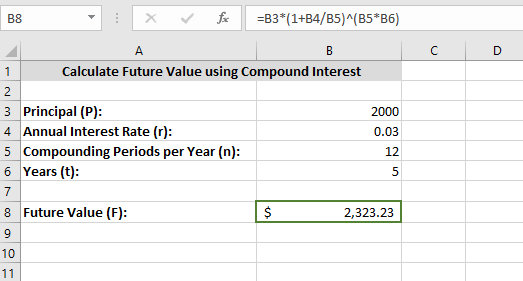 B8 fx =B3*(1+B4/B5)^(B5*B6)
A B C D
1 Calculate Future Value using Compound Interest
2
3 Principal (P): 2000
4 Annual Interest Rate (r): 0.03
5 Compounding Periods per Year (n): 12
6 Years (t): 5
7
8 Future Value (F): $ 2,323.23
9
10
11